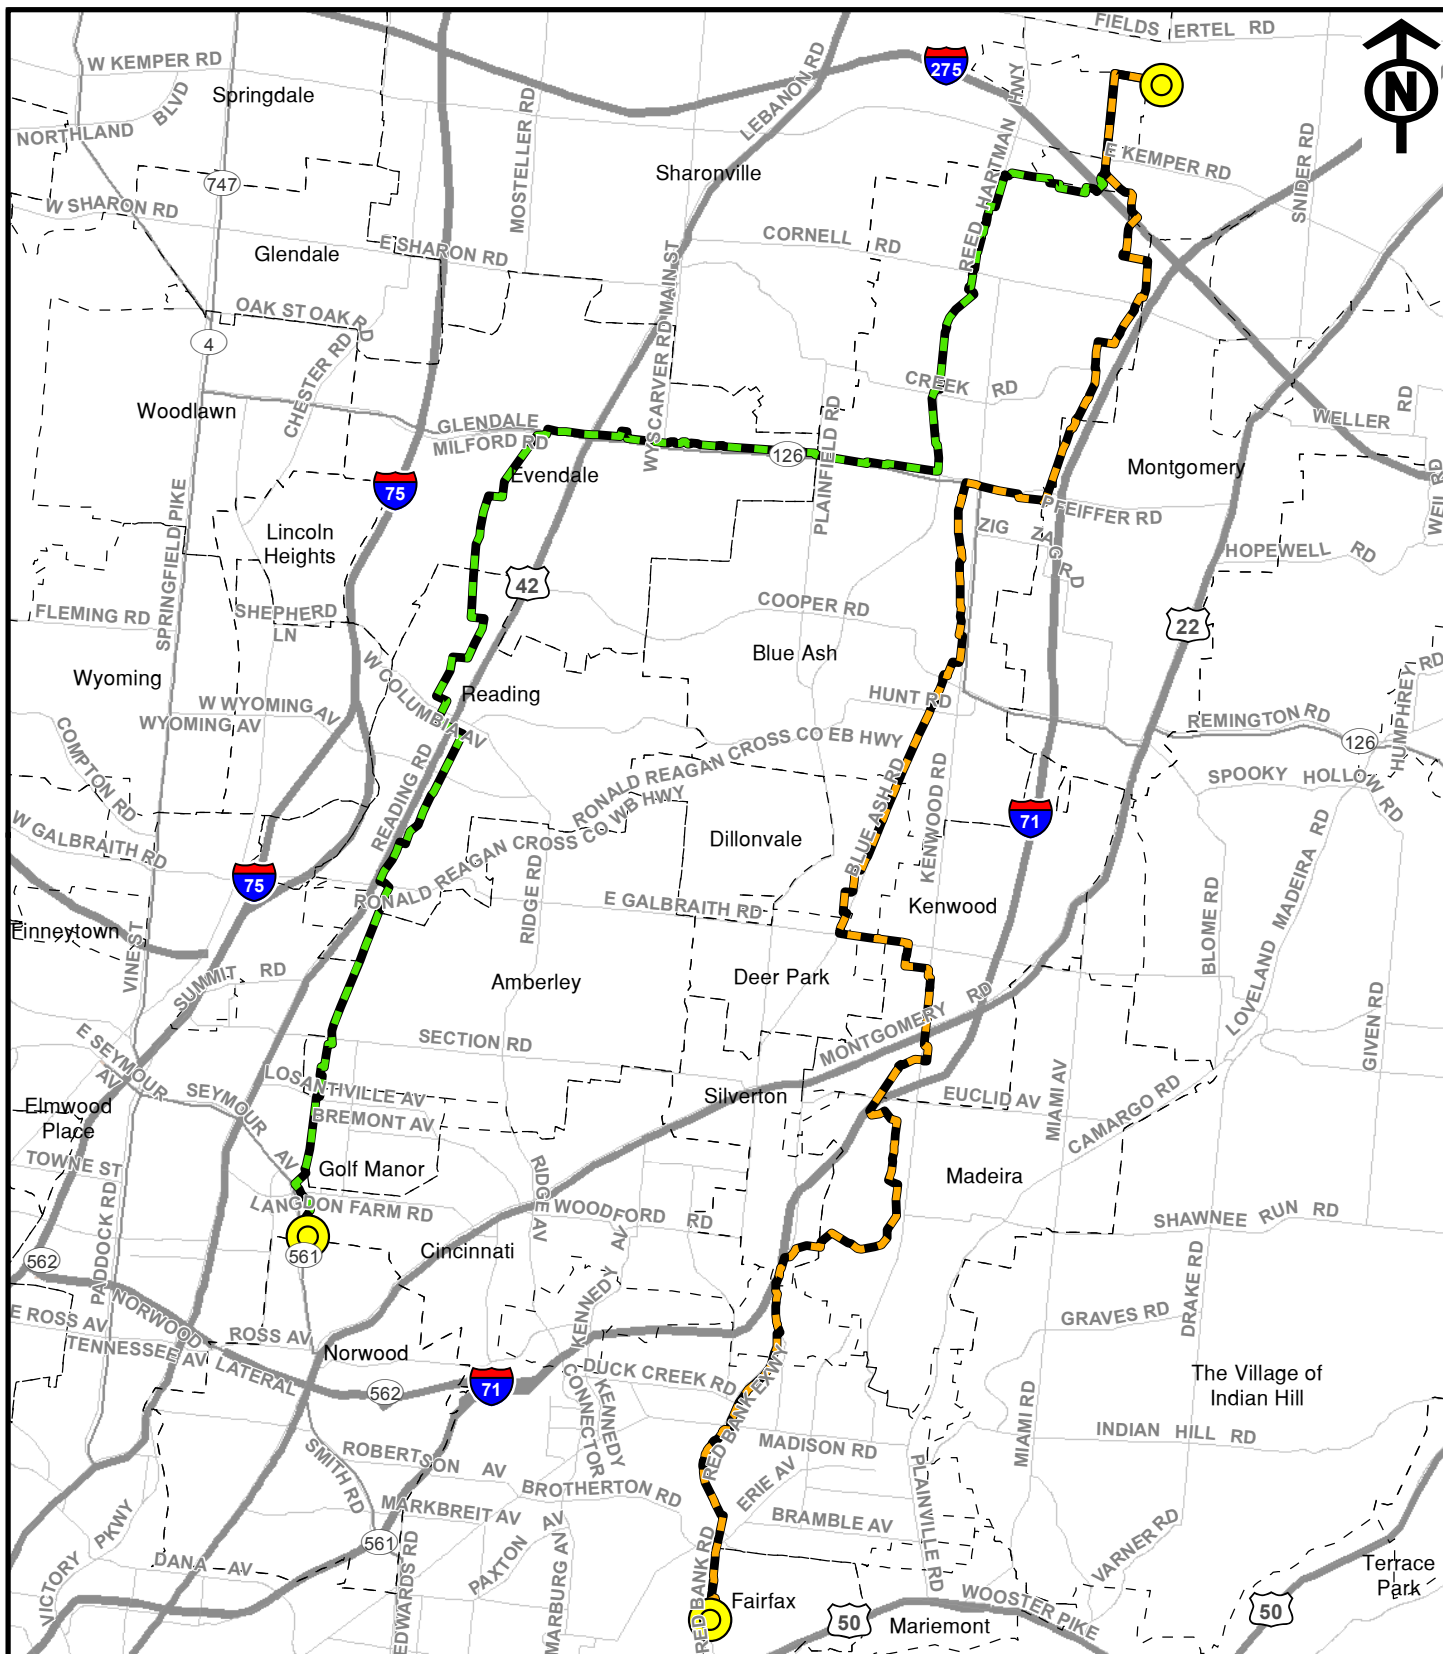 FIELDS ERTEL RD
W KEMPER RD
Springdale
275
LEBANON RD
REED HARTMAN HWY
N
NORTHLAND BLVD
MOSTELLER RD
Sharonville
E KEMPER RD
SNIDER RD
747
W SHARON RD
Glendale
E SHARON RD
CORNELL RD
WYSCARVER RD
MAIN ST
OAK ST
OAK RD
4
CHESTER RD
CREEK RD
Woodlawn
GLENDALE
MILFORD RD
WELLER RD
PLAINFIELD RD
126
Montgomery
Evendale
75
WEIL RD
SPRINGFIELD PIKE
Lincoln
Heights
PFEIFFER RD
ZIG ZAG RD
HOPEWELL RD
42
FLEMING RD
SHEPHERD
LN
COOPER RD
22
Blue Ash
Wyoming
W COLUMBIA AV
Reading
HUNT RD
HUMPHREY RD
W WYOMING AV
WYOMING AV
REMINGTON RD
126
COMPTON RD
READING RD
RONALD REAGAN CROSS CO EB HWY
RONALD REAGAN CROSS CO WB HWY
BLUE ASH RD
KENWOOD RD
SPOOKY HOLLOW RD
71
W GALBRAITH RD
Dillonvale
LOVELAND MADEIRA RD
75
RIDGE RD
E GALBRAITH RD
Kenwood
BLOME RD
Finneytown
VINE ST
SUMMIT RD
Amberley
Deer Park
MONTGOMERY RD
GIVEN RD
SECTION RD
E SEYMOUR AV
SEYMOUR AV
LOSANTIVILLE AV
Silverton
EUCLID AV
MIAMI AV
CAMARGO RD
Elmwood
Place
BREMONT AV
TOWNE ST
Golf Manor
RIDGE AV
Madeira
PADDOCK RD
LANGDON FARM RD
WOODFORD RD
SHAWNEE RUN RD
562
561
Cincinnati
KENNEDY AV
DRAKE RD
E ROSS AV
NORWOOD LATERAL
ROSS AV
GRAVES RD
TENNESSEE AV
Norwood
562
71
DUCK CREEK RD
KENNEDY
CONNECTOR
RED BANK EXWY
The Village of
Indian Hill
MIAMI RD
INDIAN HILL RD
MADISON RD
ROBERTSON AV
SMITH RD
BROTHERTON RD
ERIE AV
PLAINVILLE RD
MARKBREIT AV
561
BRAMBLE AV
VARNER RD
VICTORY PKWY
DANA AV
EDWARDS RD
PAXTON AV
MARBURG AV
RED BANK RD
Fairfax
50
Mariemont
WOOSTER PIKE
50
Terrace
Park